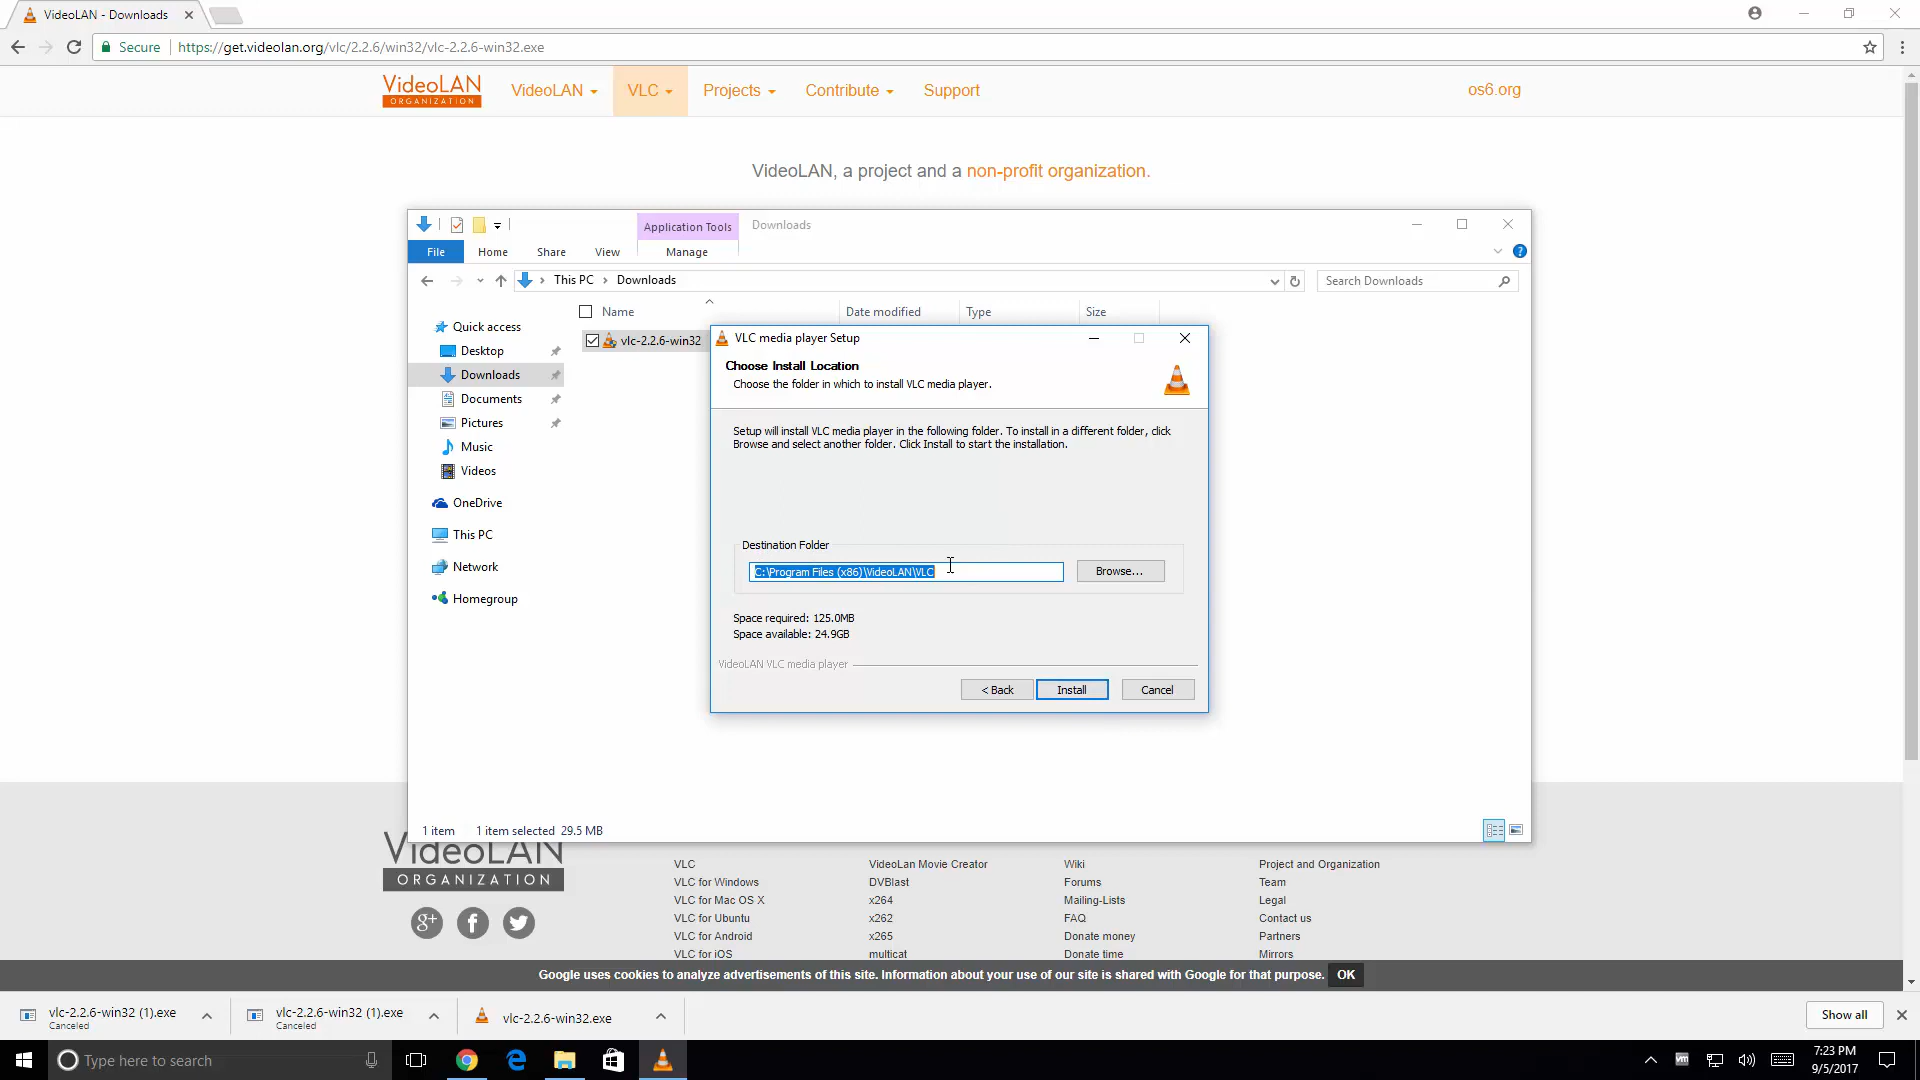 VideoLAN - Downloads
Secure
https://get.videolan.org/vlc/2.2.6/win32/vlc-2.2.6-win32.exe
VideoLAN
ORGANIZATION
VideoLAN
VLC
Projects
Contribute
Support
os6.org
VideoLAN, a project and a non-profit organization.
Application Tools
Downloads
File
Home
Share
View
Manage
This PC
Downloads
Search Downloads
Name
Date modified
Type
Size
Quick access
Desktop
Downloads
Documents
Pictures
Music
Videos
OneDrive
This PC
Network
Homegroup
vlc-2.2.6-win32
VLC media player Setup
Choose Install Location
Choose the folder in which to install VLC media player.
Setup will install VLC media player in the following folder. To install in a different folder, click
Browse and select another folder. Click Install to start the installation.
Destination Folder
C:\Program Files (x86)\VideoLAN\VLC
Browse...
Space required: 125.0MB
Space available: 24.9GB
VideoLAN VLC media player
< Back
Install
Cancel
1 item
1 item selected 29.5 MB
VideoLAN
ORGANIZATION
g+
VLC
VLC for Windows
VLC for Mac OS X
VLC for Ubuntu
VLC for Android
VLC for iOS
VideoLan Movie Creator
DVBlast
x264
x262
x265
multicat
Wiki
Forums
Mailing-Lists
FAQ
Donate money
Donate time
Project and Organization
Team
Legal
Contact us
Partners
Mirrors
Google uses cookies to analyze advertisements of this site. Information about your use of our site is shared with Google for that purpose.
OK
vlc-2.2.6-win32 (1).exe
Canceled
vlc-2.2.6-win32 (1).exe
Canceled
vlc-2.2.6-win32.exe
Show all
Type here to search
vm
7:23 PM
9/5/2017